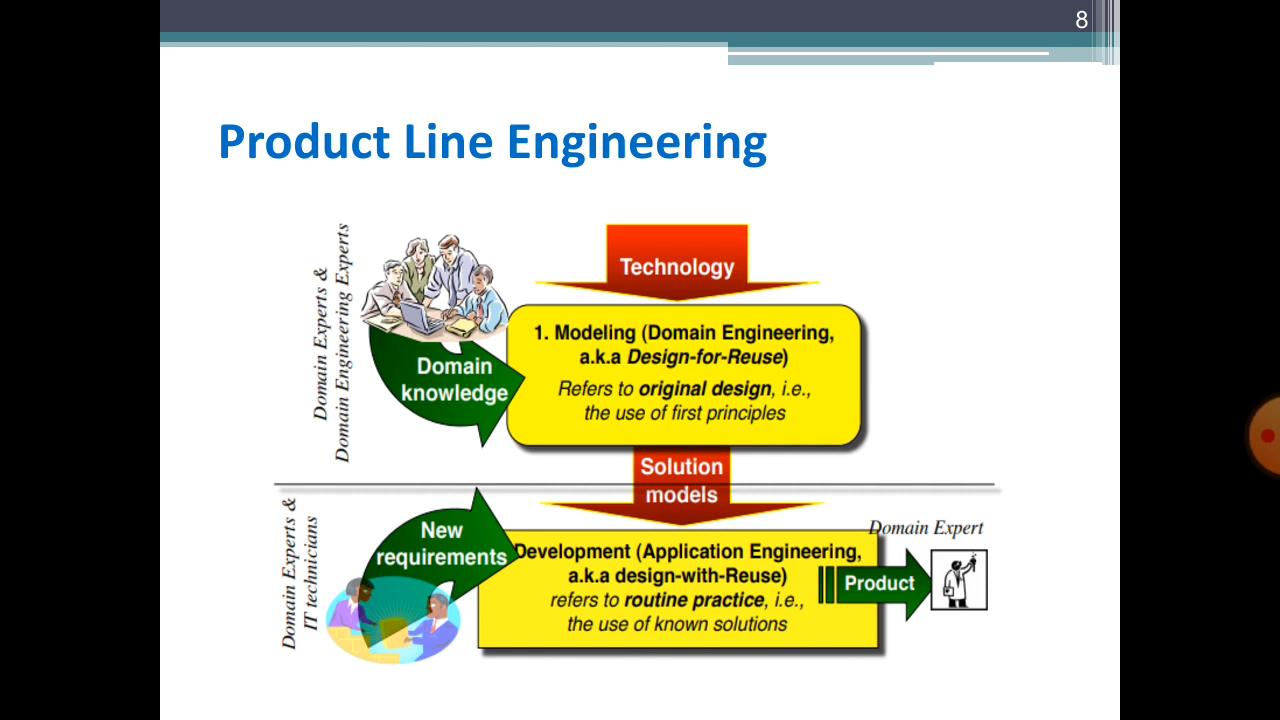 8
Product Line Engineering
Domain Experts &
Domain Engineering Experts
Technology
Domain
knowledge
1. Modeling (Domain Engineering,
a.k.a Design-for-Reuse)
Refers to original design, i.e.,
the use of first principles
Solution
models
Domain Experts &
IT technicians
New
requirements
Development (Application Engineering,
a.k.a design-with-Reuse)
refers to routine practice, i.e.,
the use of known solutions
Domain Expert
Product